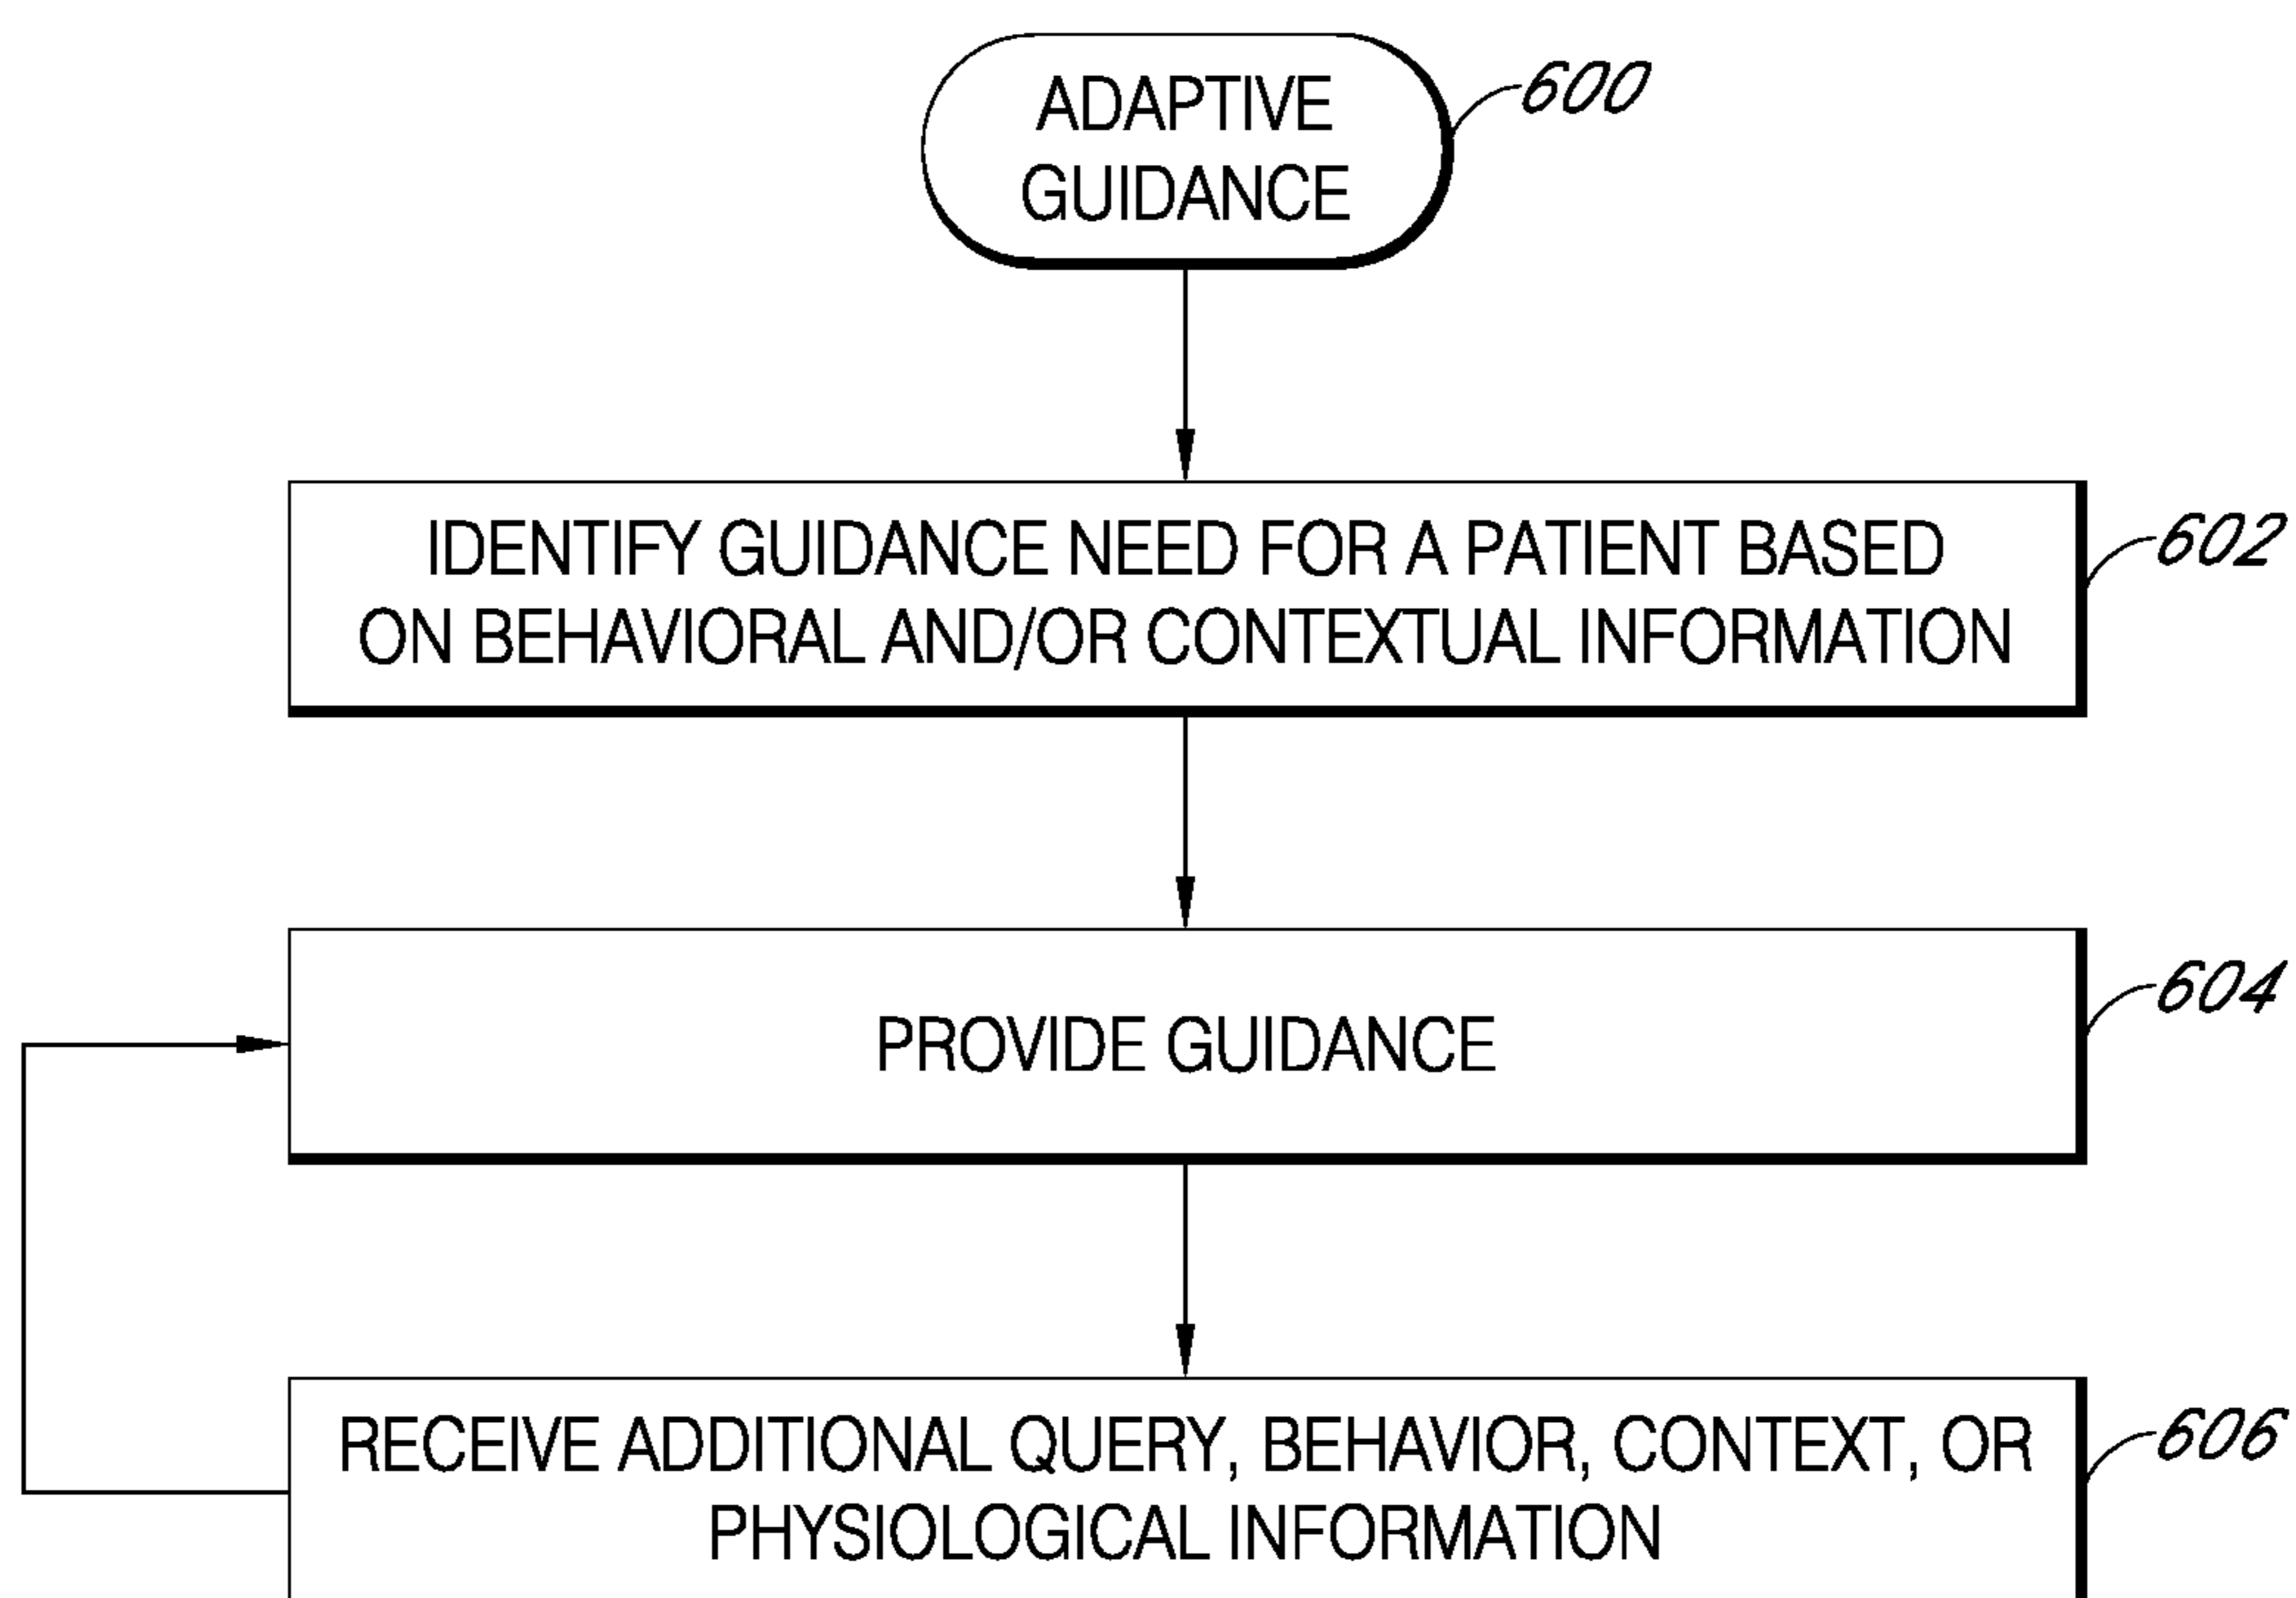 ADAPTIVE
GUIDANCE
600
IDENTIFY GUIDANCE NEED FOR A PATIENT BASED
ON BEHAVIORAL AND/OR CONTEXTUAL INFORMATION
602
PROVIDE GUIDANCE
604
RECEIVE ADDITIONAL QUERY, BEHAVIOR, CONTEXT, OR
PHYSIOLOGICAL INFORMATION
606